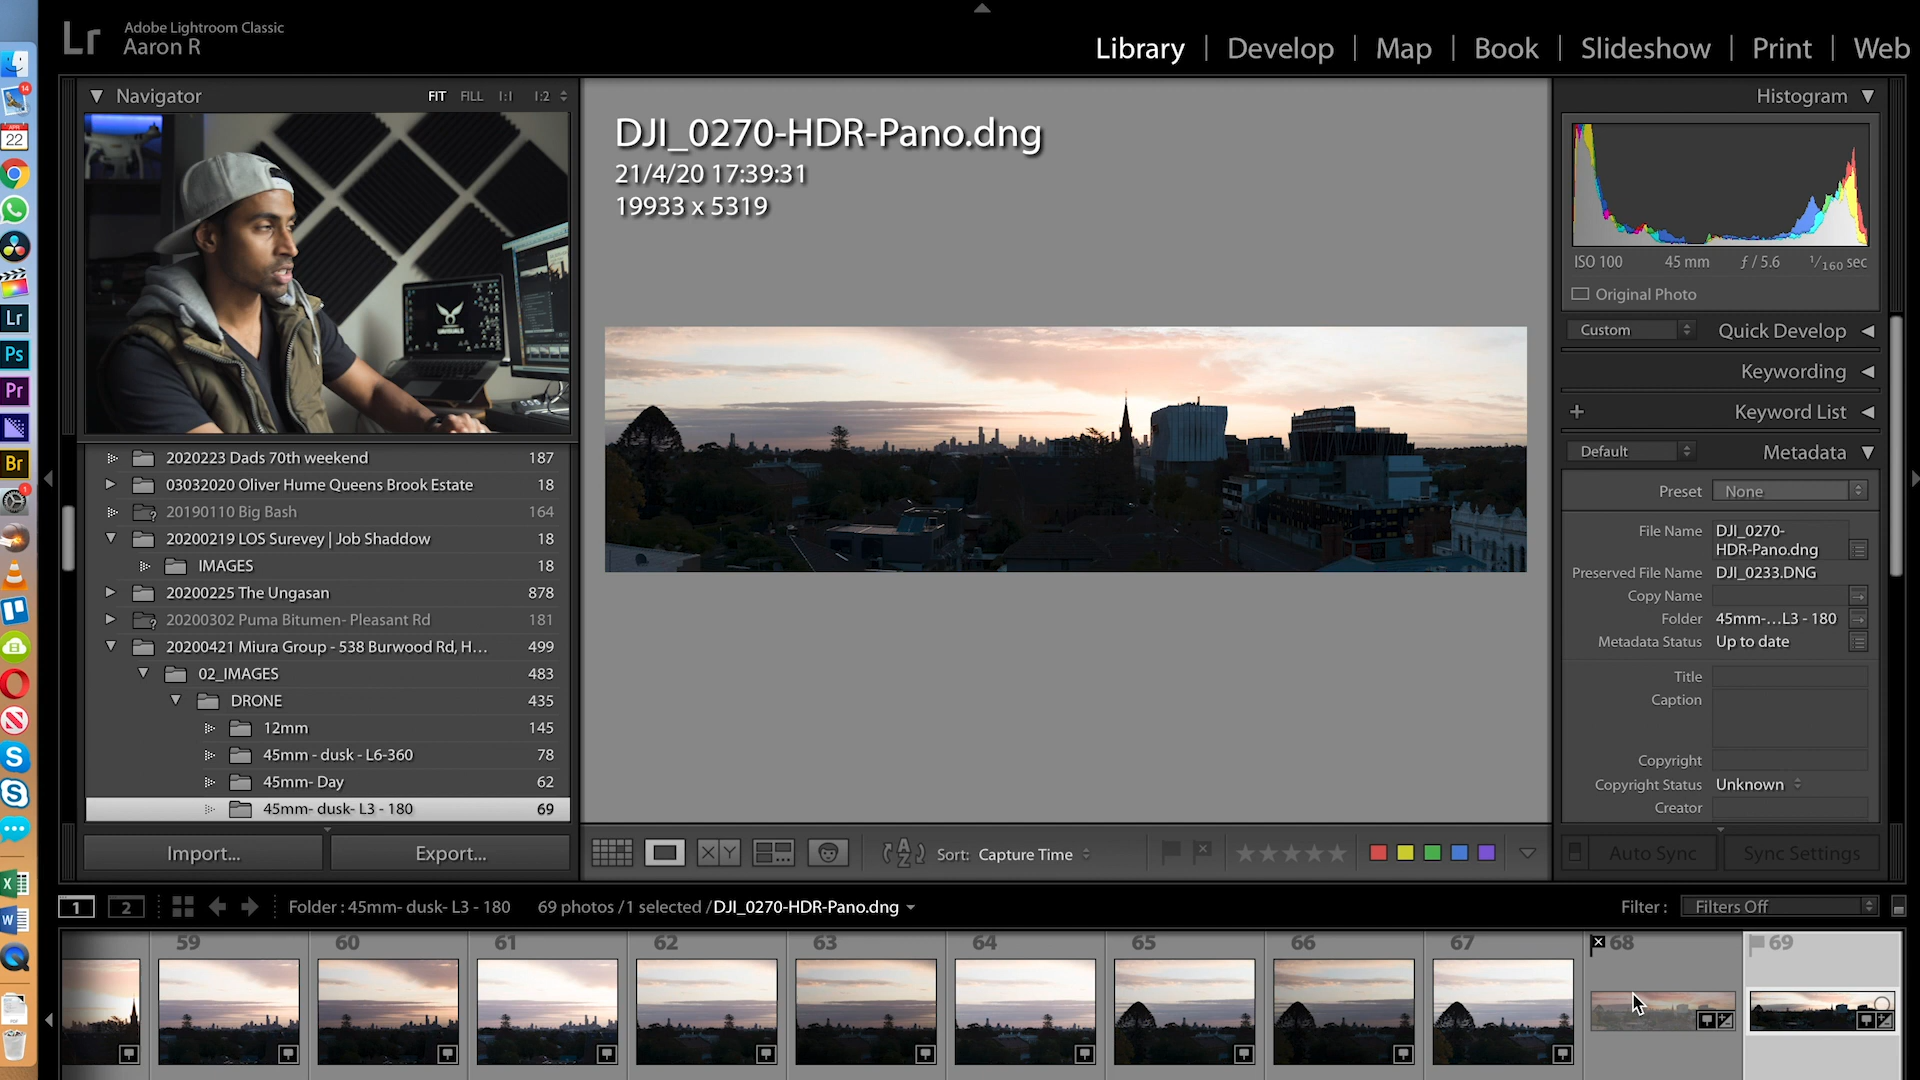 Lr
Adobe Lightroom Classic
Aaron R
Library | Develop | Map | Book | Slideshow | Print | Web
Navigator FIT FILL 1:1 1:2
DJI_0270-HDR-Pano.dng
21/4/20 17:39:31
19933 x 5319
Histogram
ISO 100 45 mm ƒ / 5.6 1/160 sec
Original Photo
Custom Quick Develop
Keywording
+ Keyword List
Default Metadata
Preset None
File Name DJI_0270-
HDR-Pano.dng
Preserved File Name DJI_0233.DNG
Copy Name
Folder 45mm-...L3 - 180
Metadata Status Up to date
Title
Caption
Copyright
Copyright Status Unknown
Creator
Auto Sync Sync Settings
2020223 Dads 70th weekend 187
03032020 Oliver Hume Queens Brook Estate 18
20190110 Big Bash 164
20200219 LOS Surevey | Job Shaddow 18
IMAGES 18
20200225 The Ungasan 878
20200302 Puma Bitumen- Pleasant Rd 181
20200421 Miura Group - 538 Burwood Rd, H... 499
02_IMAGES 483
DRONE 435
12mm 145
45mm - dusk - L6-360 78
45mm- Day 62
45mm- dusk- L3 - 180 69
Import... Export...
X Y
A Z Sort: Capture Time
1 2 Folder : 45mm- dusk- L3 - 180 69 photos / 1 selected / DJI_0270-HDR-Pano.dng
Filter : Filters Off
59 60 61 62 63 64 65 66 67 68 69
14
22
Lr
Ps
Pr
Br
1
S
S
X
W